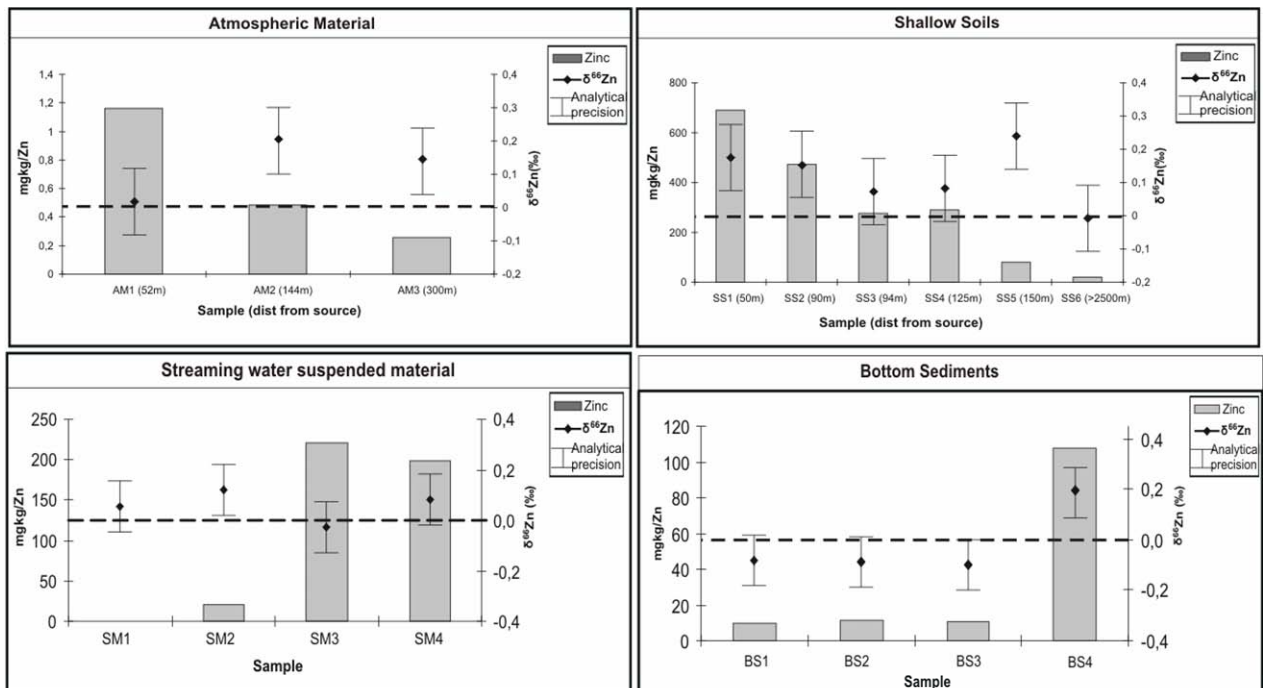 Atmospheric Material
Zinc
δ⁶⁶Zn
Analytical
precision
mgkg/Zn
1,4
1,2
1
0,8
0,6
0,4
0,2
0
0,4
0,3
0,2
0,1
0
-0,1
-0,2
δ⁶⁶Zn(‰)
AM1 (52m) AM2 (144m) AM3 (300m)
Sample (dist from source)
Shallow Soils
Zinc
δ⁶⁶Zn
Analytical
precision
mgkg/Zn
800
600
400
200
0
0,4
0,3
0,2
0,1
0
-0,1
-0,2
δ⁶⁶Zn(‰)
SS1 (50m) SS2 (90m) SS3 (94m) SS4 (125m) SS5 (150m) SS6 (>2500m)
Sample (dist from source)
Streaming water suspended material
Zinc
δ⁶⁶Zn
Analytical
precision
mgkg/Zn
250
200
150
100
50
0
0,4
0,2
0,0
-0,2
-0,4
δ⁶⁶Zn (‰)
SM1 SM2 SM3 SM4
Sample
Bottom Sediments
Zinc
δ⁶⁶Zn
Analytical
precision
mgkg/Zn
120
100
80
60
40
20
0
0,4
0,2
0,0
-0,2
-0,4
δ⁶⁶Zn (‰)
BS1 BS2 BS3 BS4
Sample